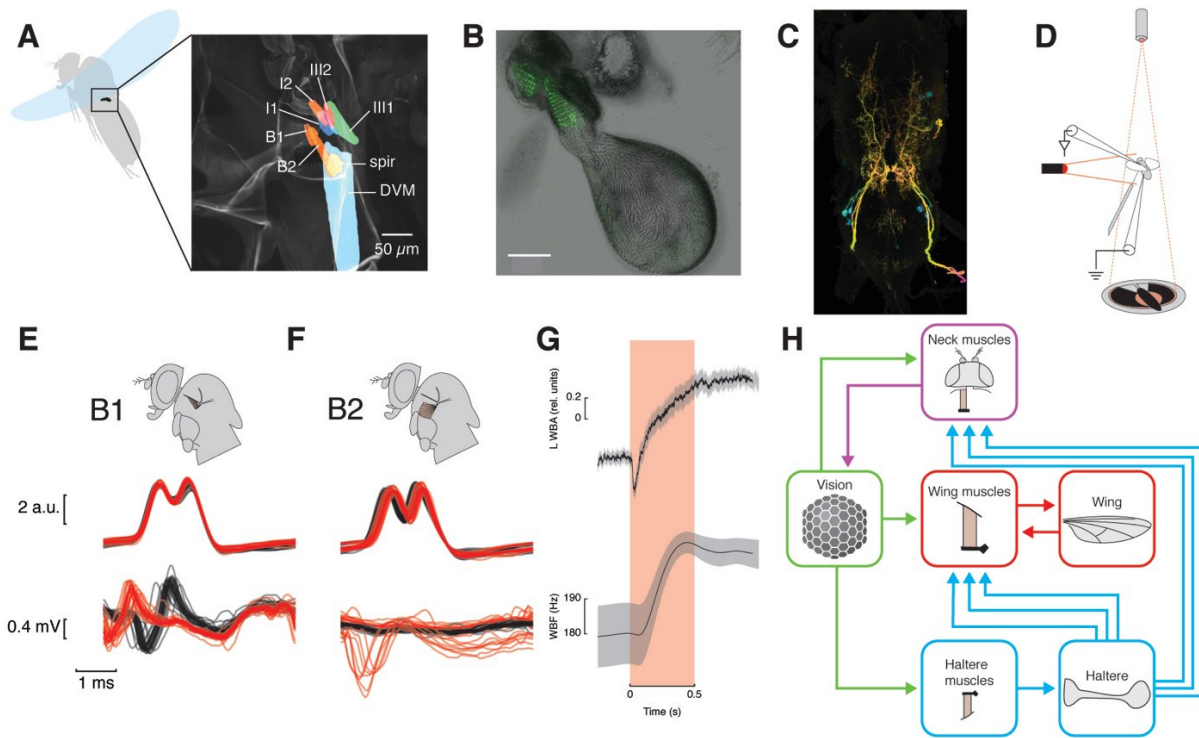 A
I2
III2
I1
III1
B1
B2
spir
DVM
50 µm
B
C
D
E
B1
2 a.u.
0.4 mV
1 ms
F
B2
G
L WBA (rel. units)
0.2
0
WBF (Hz)
190
180
0
0.5
Time (s)
H
Neck muscles
Vision
Wing muscles
Wing
Haltere
muscles
Haltere